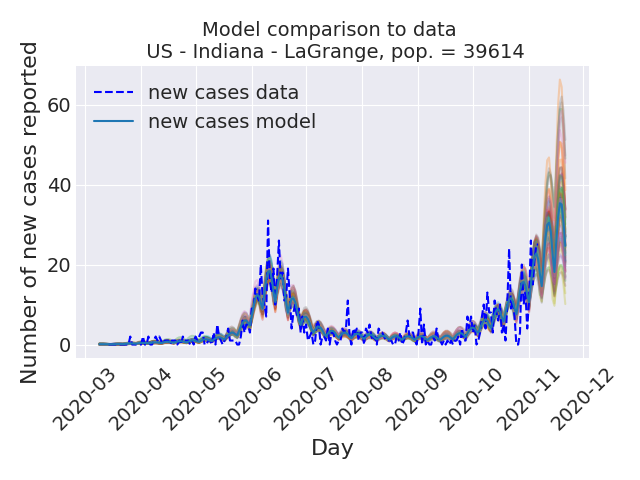 Model comparison to data
US - Indiana - LaGrange, pop. = 39614
Number of new cases reported
60
40
20
0
new cases data
new cases model
2020-03
2020-04
2020-05
2020-06
2020-07
2020-08
2020-09
2020-10
2020-11
2020-12
Day